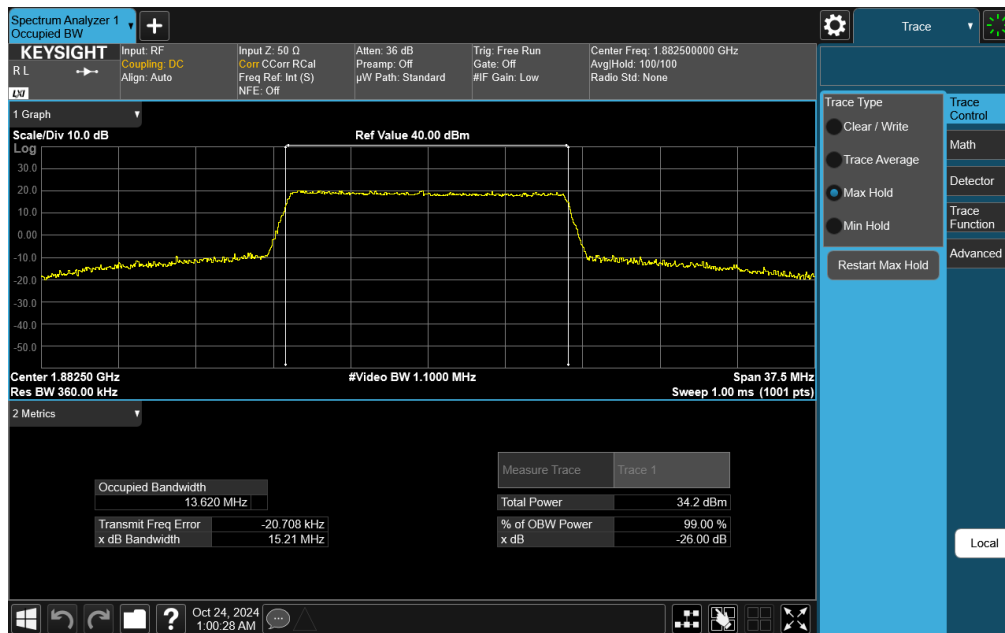 Spectrum Analyzer 1
Occupied BW
Trace
KEYSIGHT
R L
LXI
Input: RF
Coupling: DC
Align: Auto
Input Z: 50 Ω
Corr CCorr RCal
Freq Ref: Int (S)
NFE: Off
Atten: 36 dB
Preamp: Off
µW Path: Standard
Trig: Free Run
Gate: Off
#IF Gain: Low
Center Freq: 1.882500000 GHz
Avg|Hold: 100/100
Radio Std: None
1 Graph
Scale/Div 10.0 dB
Ref Value 40.00 dBm
Log
30.0
20.0
10.0
0.00
-10.0
-20.0
-30.0
-40.0
-50.0
Center 1.88250 GHz
#Video BW 1.1000 MHz
Span 37.5 MHz
Res BW 360.00 kHz
Sweep 1.00 ms (1001 pts)
2 Metrics
Measure Trace
Trace 1
Occupied Bandwidth
13.620 MHz
Total Power
34.2 dBm
Transmit Freq Error
-20.708 kHz
% of OBW Power
99.00 %
x dB Bandwidth
15.21 MHz
x dB
-26.00 dB
Trace Type
Clear / Write
Trace Average
Max Hold
Min Hold
Restart Max Hold
Trace
Control
Math
Detector
Trace
Function
Advanced
Local
?
Oct 24, 2024
1:00:28 AM